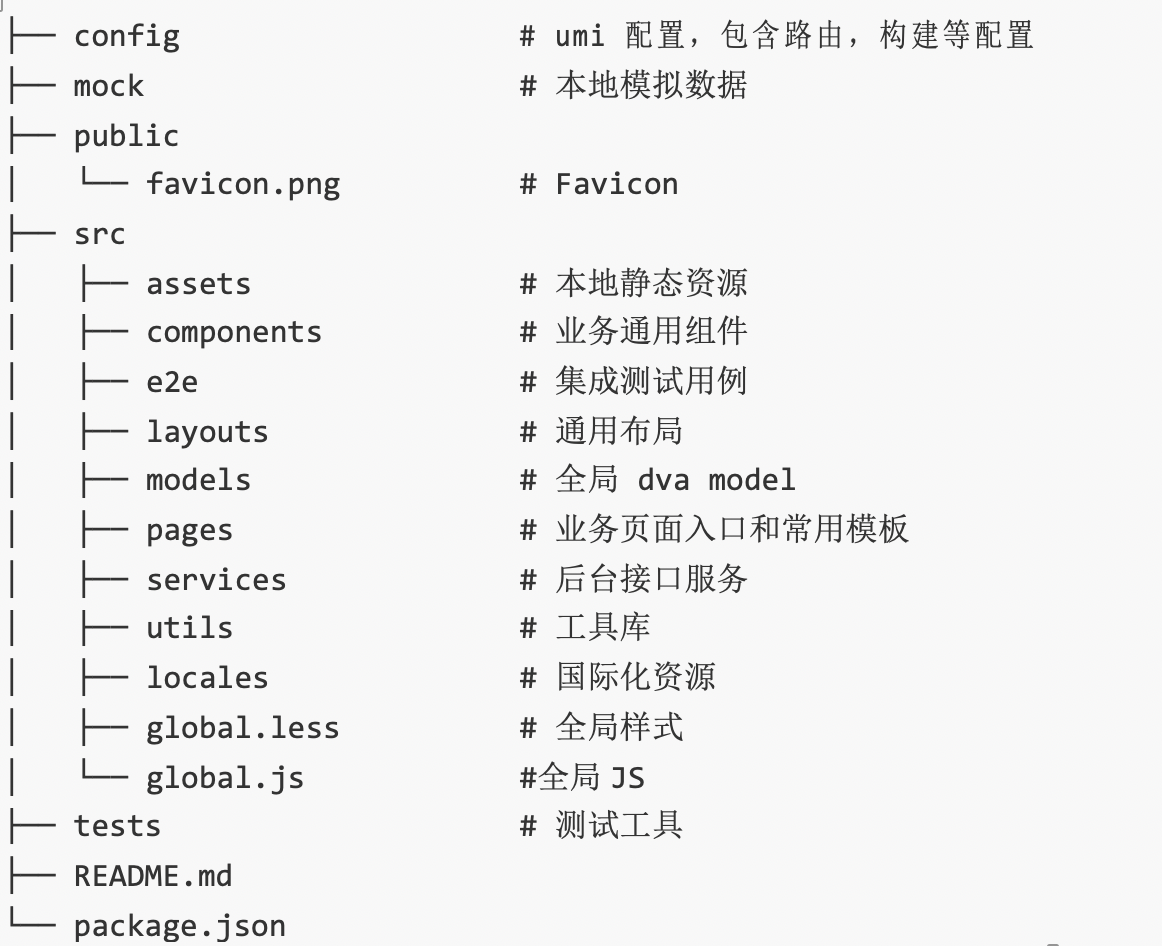 ├── config                   # umi 配置，包含路由，构建等配置
├── mock                     # 本地模拟数据
├── public
│   └── favicon.png          # Favicon
├── src
│   ├── assets               # 本地静态资源
│   ├── components           # 业务通用组件
│   ├── e2e                  # 集成测试用例
│   ├── layouts              # 通用布局
│   ├── models               # 全局 dva model
│   ├── pages                # 业务页面入口和常用模板
│   ├── services             # 后台接口服务
│   ├── utils                # 工具库
│   ├── locales              # 国际化资源
│   ├── global.less          # 全局样式
│   └── global.js            #全局 JS
├── tests                    # 测试工具
├── README.md
└── package.json